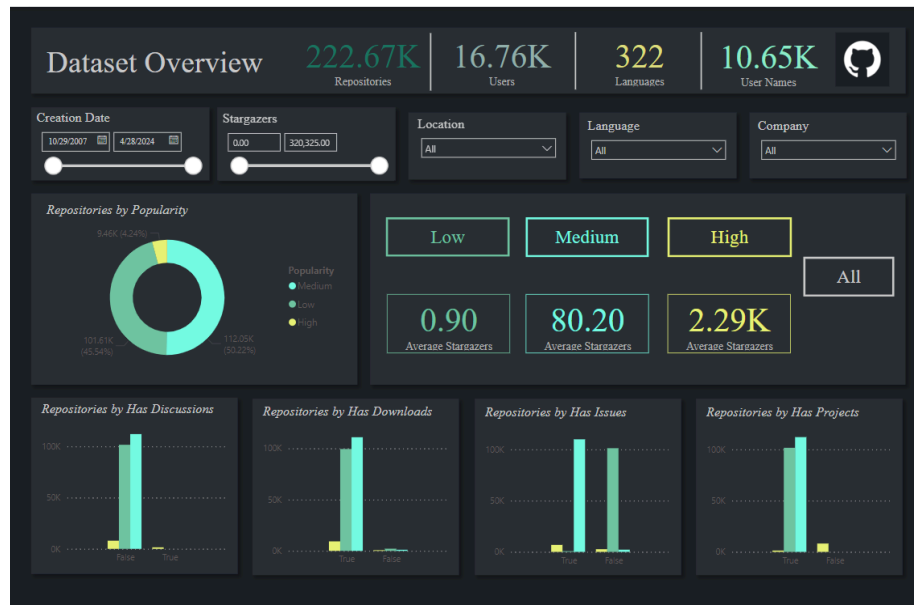 Dataset Overview
222.67K
Repositories
16.76K
Users
322
Languages
10.65K
User Names
Creation Date
10/29/2007
4/28/2024
Stargazers
0.00
320,325.00
Location
All
Language
All
Company
All
Repositories by Popularity
9.46K (4.24%)
101.61K
(45.54%)
112.05K
(50.22%)
Popularity
Medium
Low
High
Low
Medium
High
All
0.90
Average Stargazers
80.20
Average Stargazers
2.29K
Average Stargazers
Repositories by Has Discussions
100K
50K
0K
False
True
Repositories by Has Downloads
100K
50K
0K
True
False
Repositories by Has Issues
100K
50K
0K
True
False
Repositories by Has Projects
100K
50K
0K
True
False